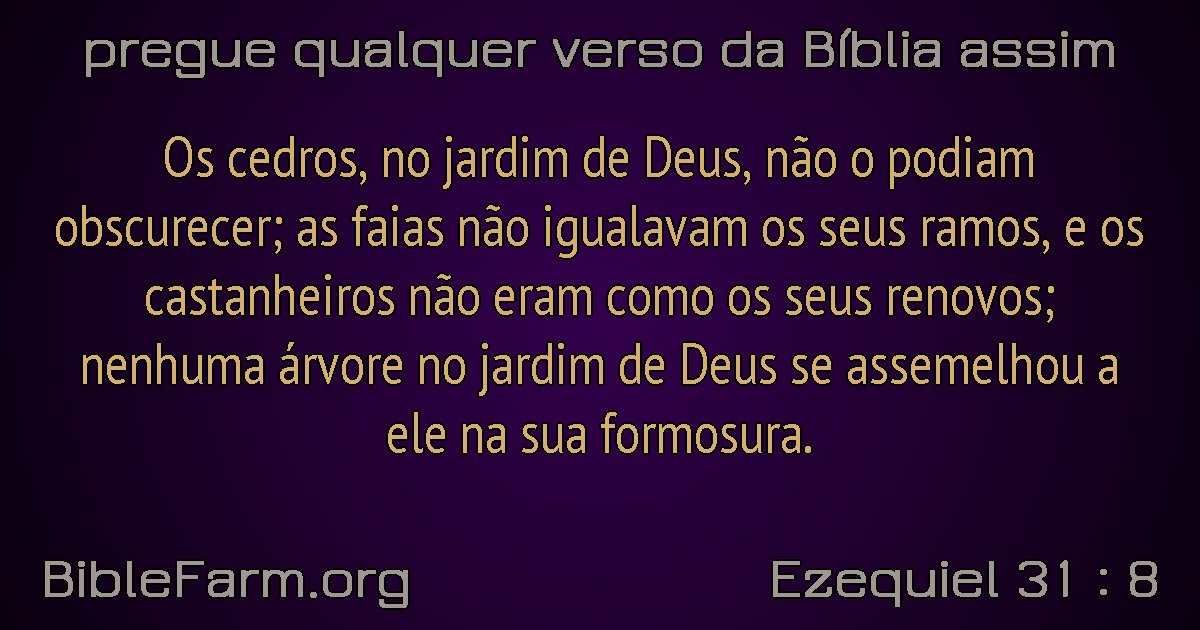 pregue qualquer verso da Bíblia assim
Os cedros, no jardim de Deus, não o podiam
obscurecer; as faias não igualavam os seus ramos, e os
castanheiros não eram como os seus renovos;
nenhuma árvore no jardim de Deus se assemelhou a
ele na sua formosura.
BibleFarm.org
Ezequiel 31 : 8